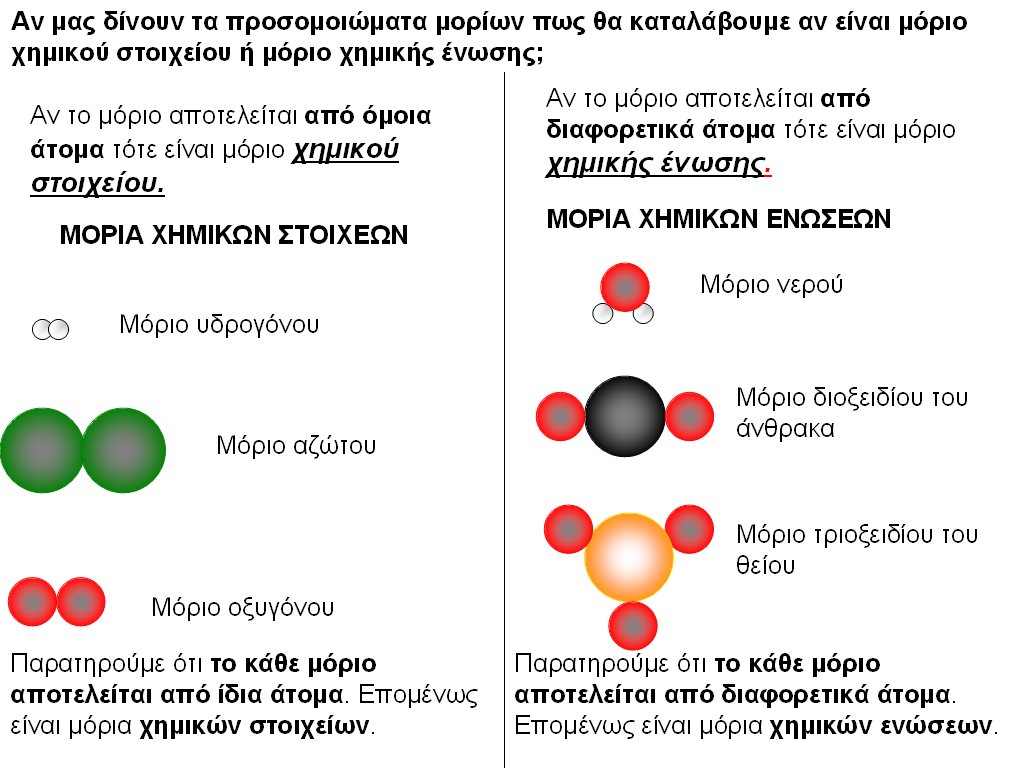 Αν μας δίνουν τα προσομοιώματα μορίων πως θα καταλάβουμε αν είναι μόριο
χημικού στοιχείου ή μόριο χημικής ένωσης;
Αν το μόριο αποτελείται από όμοια
άτομα τότε είναι μόριο χημικού
στοιχείου.
ΜΟΡΙΑ ΧΗΜΙΚΩΝ ΣΤΟΙΧΕΩΝ
Μόριο υδρογόνου
Μόριο αζώτου
Μόριο οξυγόνου
Παρατηρούμε ότι το κάθε μόριο
αποτελείται από ίδια άτομα. Επομένως
είναι μόρια χημικών στοιχείων.
Αν το μόριο αποτελείται από
διαφορετικά άτομα τότε είναι μόριο
χημικής ένωσης.
ΜΟΡΙΑ ΧΗΜΙΚΩΝ ΕΝΩΣΕΩΝ
Μόριο νερού
Μόριο διοξειδίου του
άνθρακα
Μόριο τριοξειδίου του
θείου
Παρατηρούμε ότι το κάθε μόριο
αποτελείται από διαφορετικά άτομα.
Επομένως είναι μόρια χημικών ενώσεων.